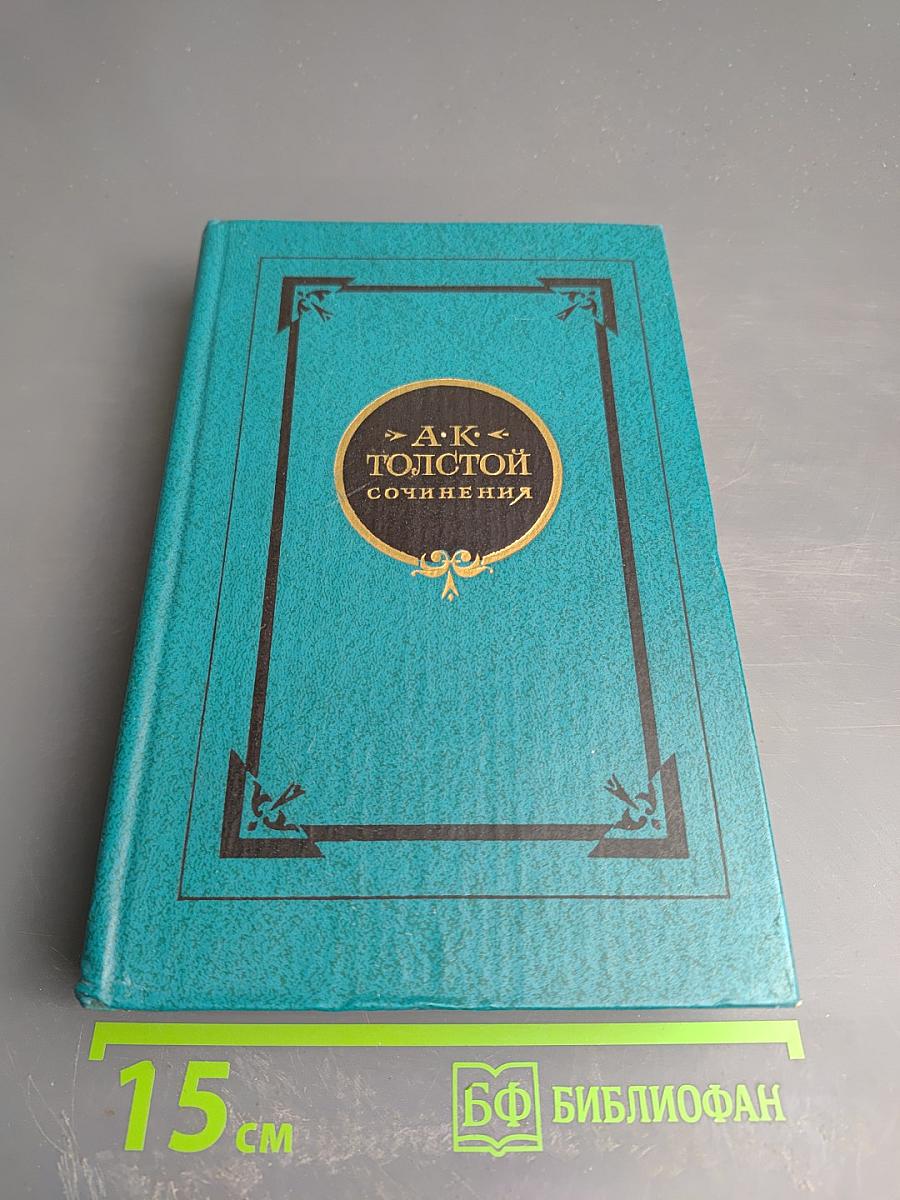 А·К·
ТОЛСТОЙ
СОЧИНЕНИЯ
15 см
БФ БИБЛИОФАН